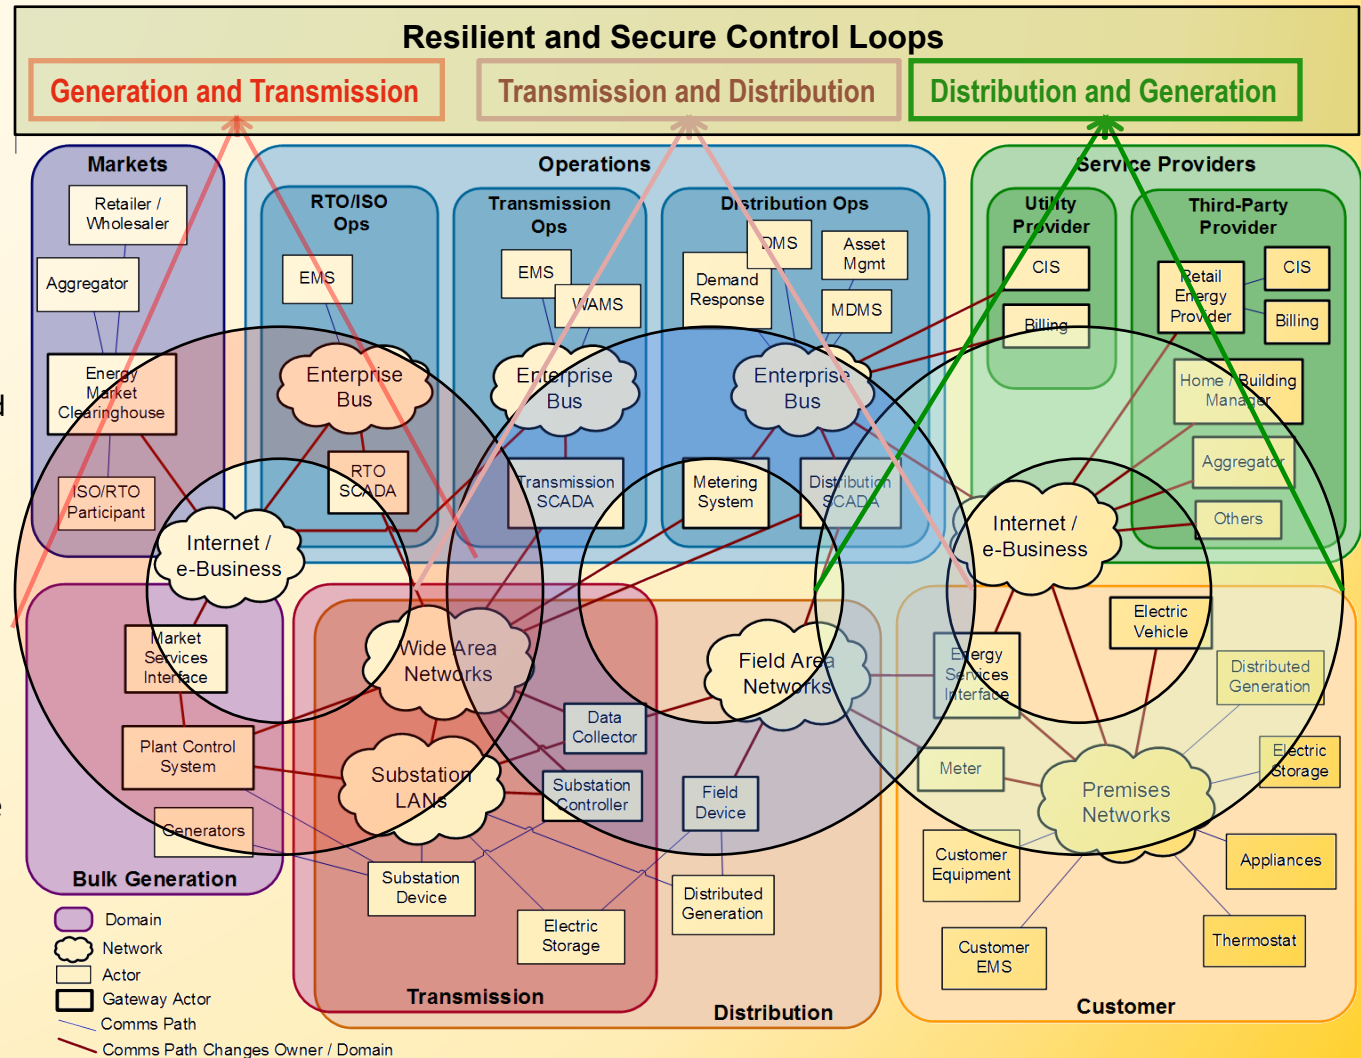 Resilient and Secure Control Loops
Generation and Transmission
Transmission and Distribution
Distribution and Generation
Markets
Retailer /
Wholesaler
Aggregator
Energy
Market
Clearinghouse
ISO/RTO
Participant
Operations
RTO/ISO
Ops
EMS
Enterprise
Bus
RTO
SCADA
Transmission
Ops
EMS
WAMS
Enterprise
Bus
Transmission
SCADA
Distribution Ops
DMS
Demand
Response
Asset
Mgmt
MDMS
Enterprise
Bus
Metering
System
Distribution
SCADA
Service Providers
Utility
Provider
CIS
Billing
Third-Party
Provider
Retail
Energy
Provider
CIS
Billing
Home / Building
Manager
Aggregator
Others
Internet /
e-Business
Internet /
e-Business
Market
Services
Interface
Plant Control
System
Generators
Bulk Generation
Wide Area
Networks
Substation
LANs
Data
Collector
Substation
Controller
Substation
Device
Electric
Storage
Transmission
Field Area
Networks
Field
Device
Distributed
Generation
Distribution
Energy
Services
Interface
Meter
Electric
Vehicle
Distributed
Generation
Electric
Storage
Premises
Networks
Customer
Equipment
Appliances
Customer
EMS
Thermostat
Customer
Domain
Network
Actor
Gateway Actor
Comms Path
Comms Path Changes Owner / Domain